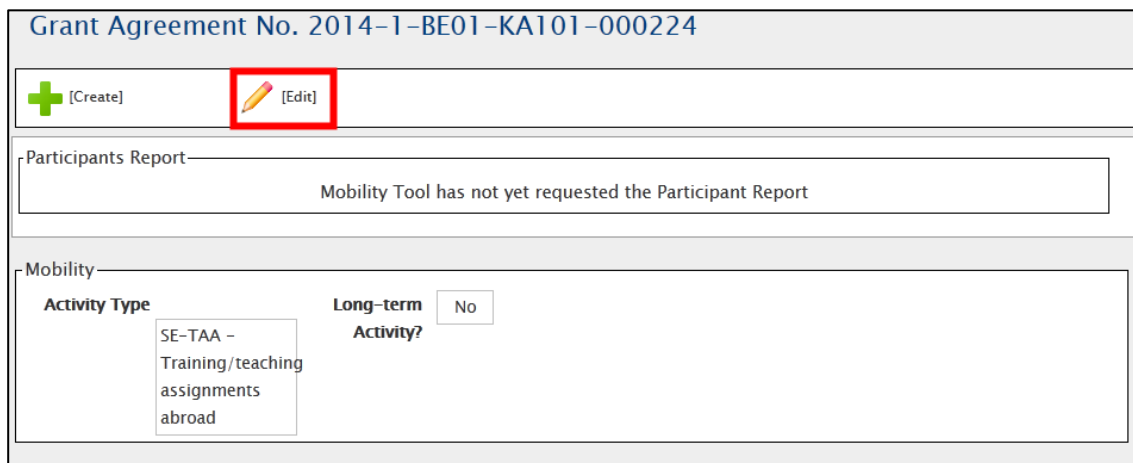 Grant Agreement No. 2014-1-BE01-KA101-000224
[Create] [Edit]
Participants Report
Mobility Tool has not yet requested the Participant Report
Mobility
Activity Type
SE-TAA -
Training/teaching
assignments
abroad
Long-term
Activity?
No